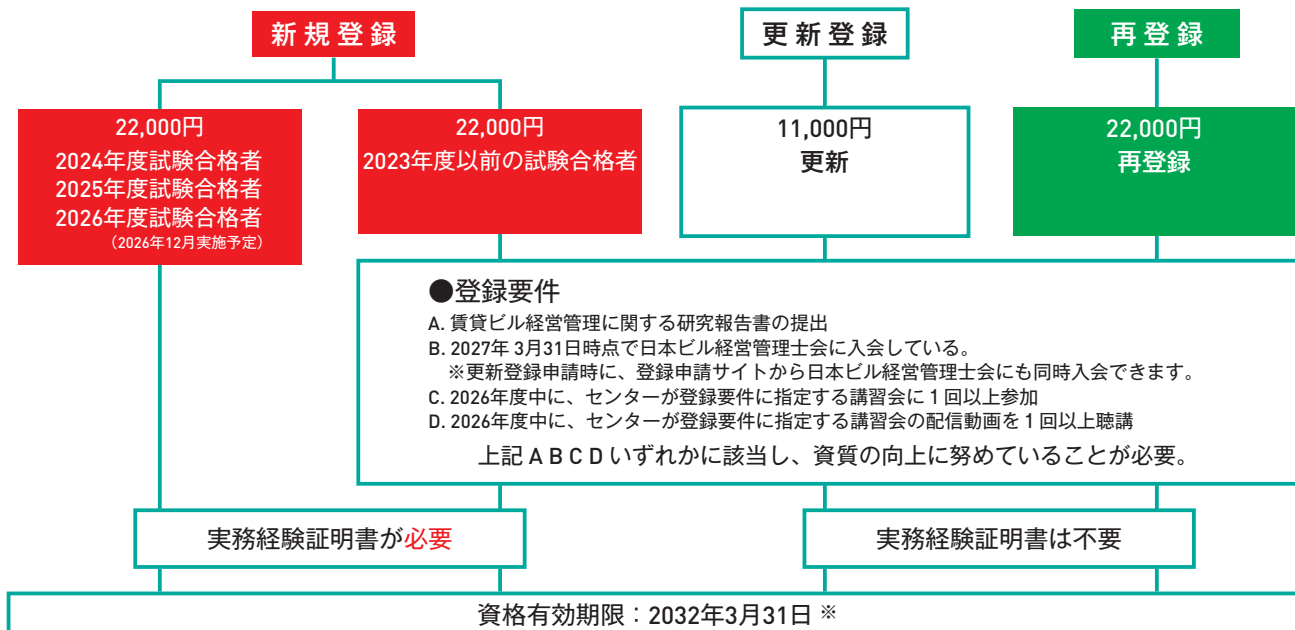 新規登録
更新登録
再登録
22,000円
2024年度試験合格者
2025年度試験合格者
2026年度試験合格者
（2026年12月実施予定）
22,000円
2023年度以前の試験合格者
11,000円
更新
22,000円
再登録
●登録要件
A. 賃貸ビル経営管理に関する研究報告書の提出
B. 2027年 3月31日時点で日本ビル経営管理士会に入会している。
※更新登録申請時に、登録申請サイトから日本ビル経営管理士会にも同時入会できます。
C. 2026年度中に、センターが登録要件に指定する講習会に１回以上参加
D. 2026年度中に、センターが登録要件に指定する講習会の配信動画を１回以上聴講
上記 A B C D いずれかに該当し、資質の向上に努めていることが必要。
実務経験証明書が必要
実務経験証明書は不要
資格有効期限：2032年3月31日 ※